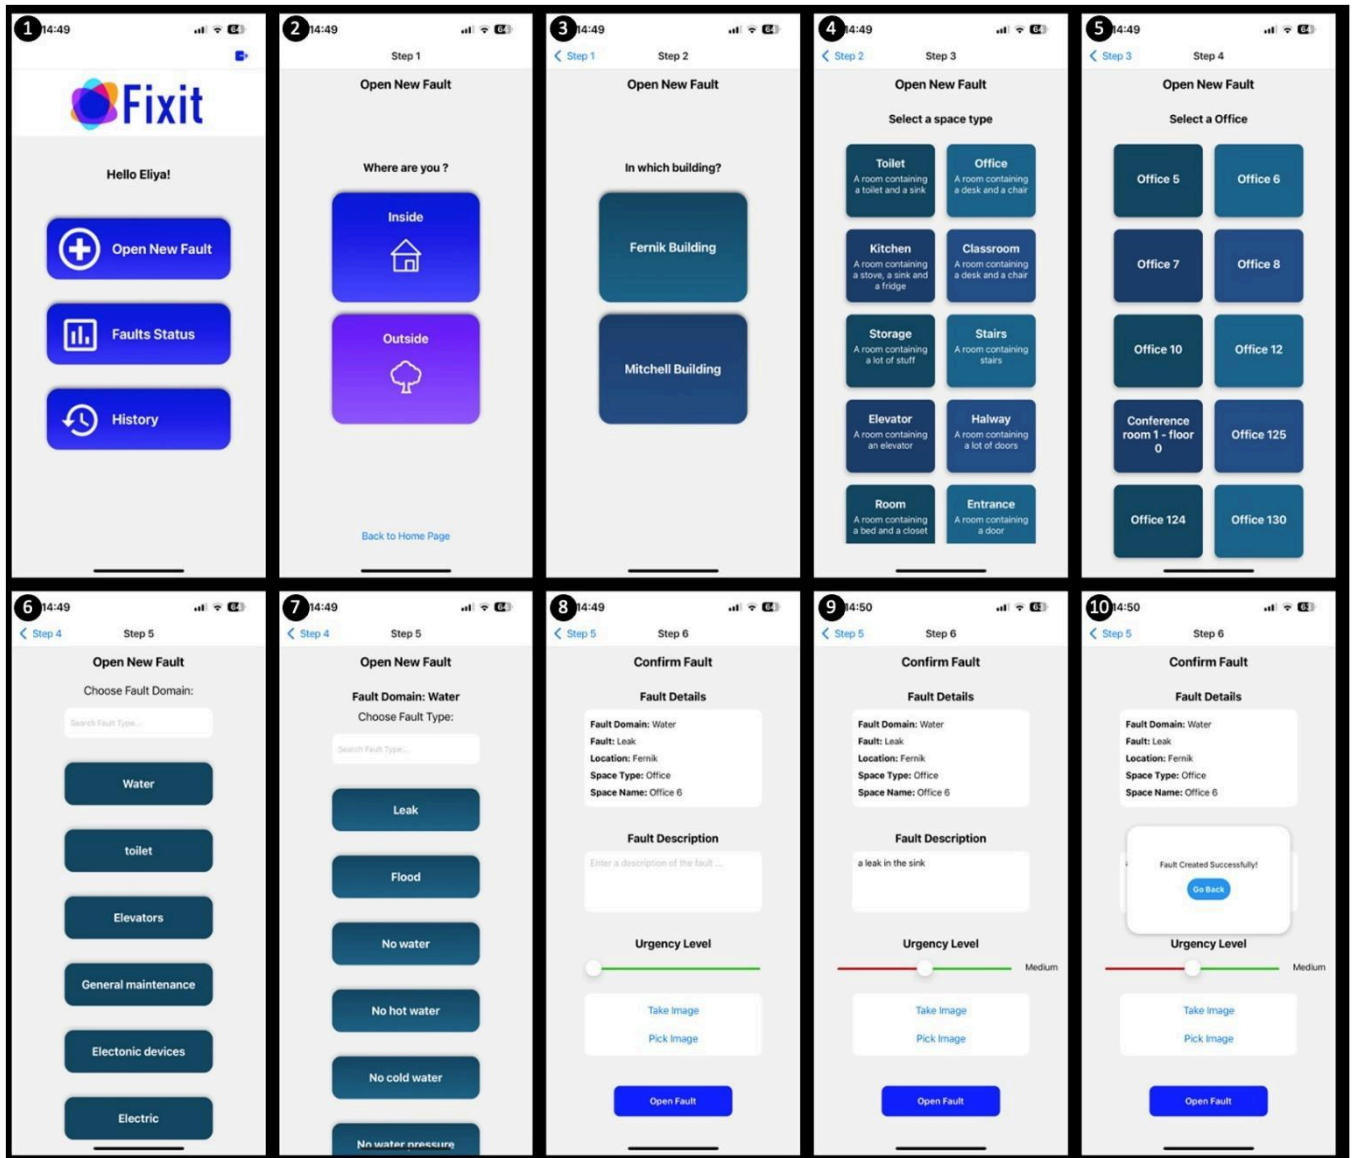 1 14:49 64
Fixit
Hello Eliya!
Open New Fault
Faults Status
History
2 14:49 64
Step 1
Open New Fault
Where are you ?
Inside
Outside
Back to Home Page
3 14:49 64
Step 1 Step 2
Open New Fault
In which building?
Fernik Building
Mitchell Building
4 14:49 64
Step 2 Step 3
Open New Fault
Select a space type
Toilet
A room containing
a toilet and a sink
Office
A room containing
a desk and a chair
Kitchen
A room containing
a stove, a sink and
a fridge
Classroom
A room containing
a desk and a chair
Storage
A room containing
a lot of stuff
Stairs
A room containing
stairs
Elevator
A room containing
an elevator
Halway
A room containing
a lot of doors
Room
A room containing
a bed and a closet
Entrance
A room containing
a door
5 14:49 64
Step 3 Step 4
Open New Fault
Select a Office
Office 5 Office 6
Office 7 Office 8
Office 10 Office 12
Conference
room 1 - floor
0
Office 125
Office 124 Office 130
6 14:49 64
Step 4 Step 5
Open New Fault
Choose Fault Domain:
Search Fault Type...
Water
toilet
Elevators
General maintenance
Electonic devices
Electric
7 14:49 64
Step 4 Step 5
Open New Fault
Fault Domain: Water
Choose Fault Type:
Search Fault Type...
Leak
Flood
No water
No hot water
No cold water
No water pressure
8 14:49 64
Step 5 Step 6
Confirm Fault
Fault Details
Fault Domain: Water
Fault: Leak
Location: Fernik
Space Type: Office
Space Name: Office 6
Fault Description
Enter a description of the fault ...
Urgency Level
Take Image
Pick Image
Open Fault
9 14:50 63
Step 5 Step 6
Confirm Fault
Fault Details
Fault Domain: Water
Fault: Leak
Location: Fernik
Space Type: Office
Space Name: Office 6
Fault Description
a leak in the sink
Urgency Level
Medium
Take Image
Pick Image
Open Fault
10 14:50 63
Step 5 Step 6
Confirm Fault
Fault Details
Fault Domain: Water
Fault: Leak
Location: Fernik
Space Type: Office
Space Name: Office 6
Fault Created Successfully!
Go Back
Urgency Level
Medium
Take Image
Pick Image
Open Fault